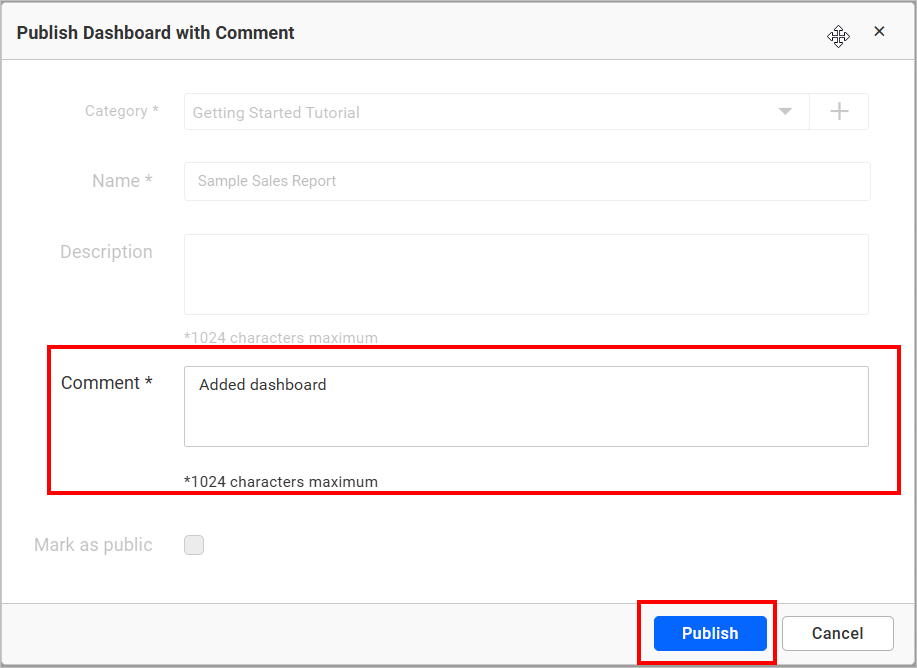 Publish Dashboard with Comment
Category *
Getting Started Tutorial
Name *
Sample Sales Report
Description
*1024 characters maximum
Comment *
Added dashboard
*1024 characters maximum
Mark as public
Publish
Cancel